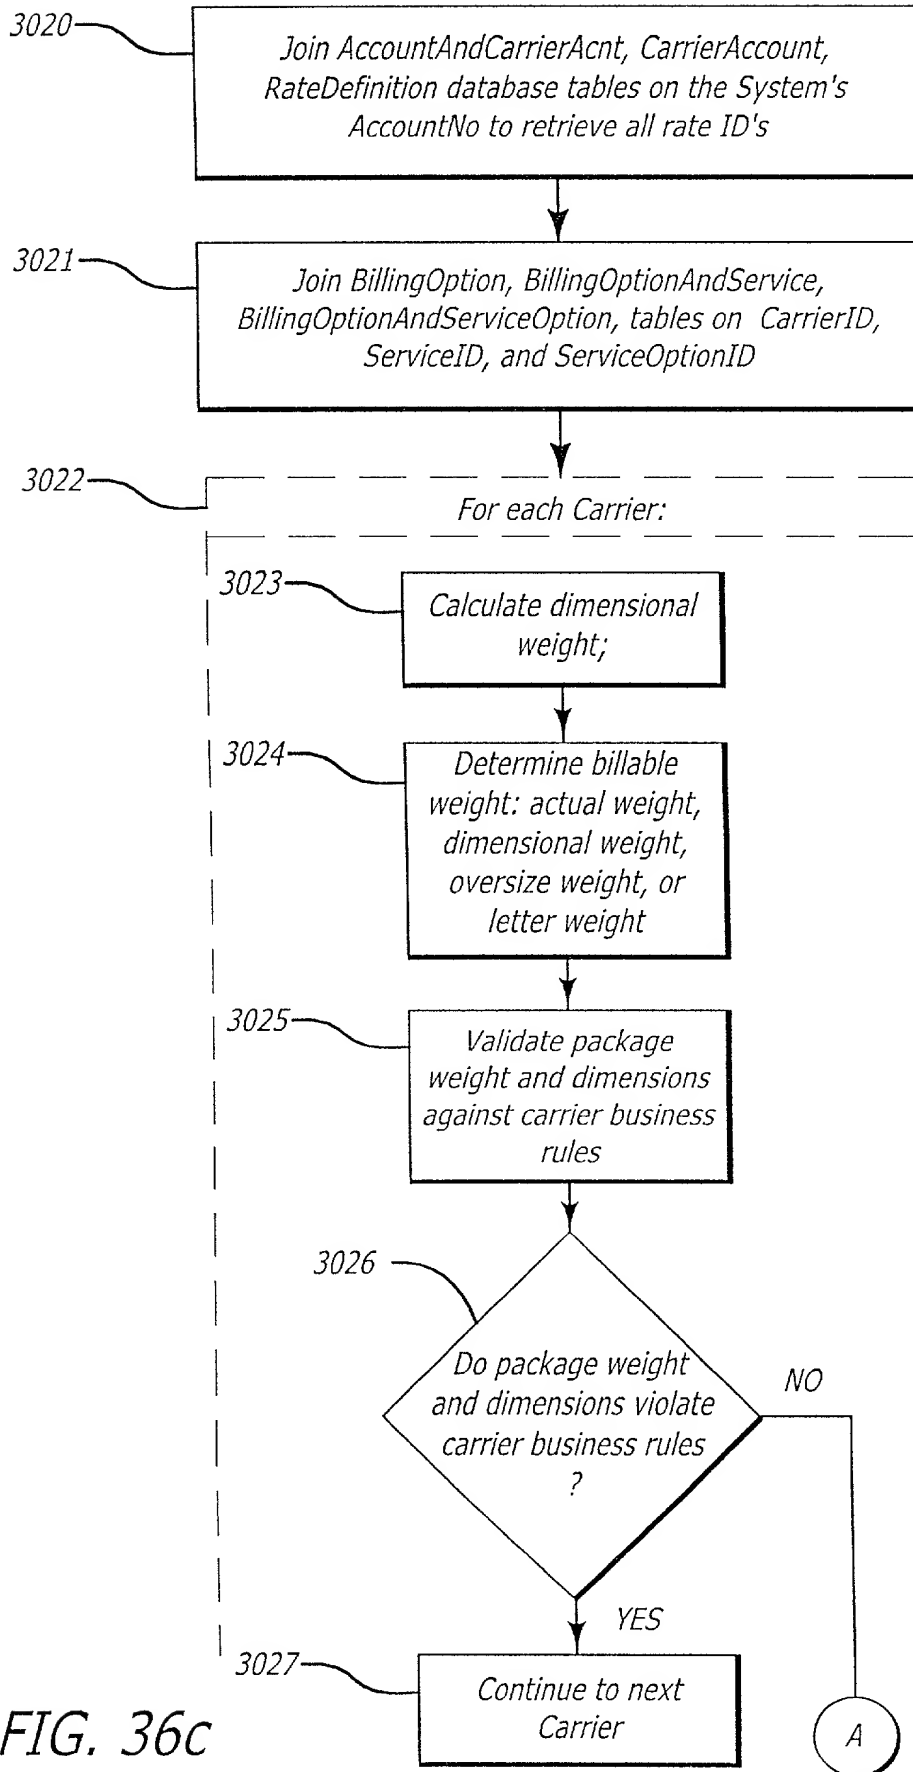 3020
Join AccountAndCarrierAcnt, CarrierAccount,
RateDefinition database tables on the System's
AccountNo to retrieve all rate ID's
3021
Join BillingOption, BillingOptionAndService,
BillingOptionAndServiceOption, tables on CarrierID,
ServiceID, and ServiceOptionID
3022
For each Carrier:
3023
Calculate dimensional
weight;
3024
Determine billable
weight: actual weight,
dimensional weight,
oversize weight, or
letter weight
3025
Validate package
weight and dimensions
against carrier business
rules
3026
Do package weight
and dimensions violate
carrier business rules
?
NO
YES
3027
Continue to next
Carrier
A
FIG. 36c